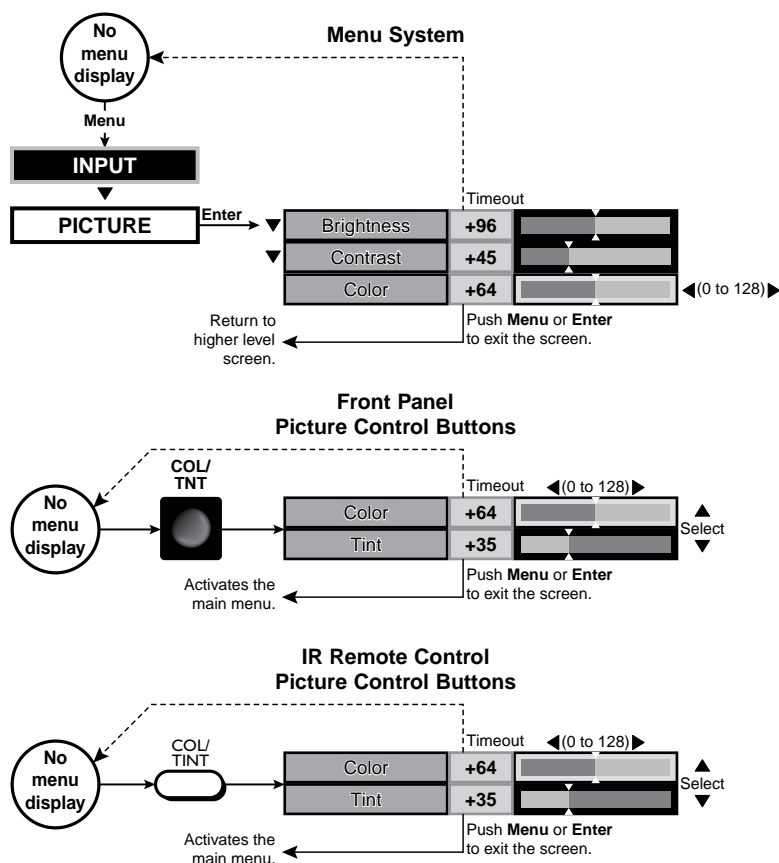 Menu System
No
menu
display
Menu
INPUT
PICTURE
Enter
Timeout
Brightness +96
Contrast +45
Color +64 (0 to 128)
Return to
higher level
screen.
Push Menu or Enter
to exit the screen.
Front Panel
Picture Control Buttons
COL/
TNT
No
menu
display
Timeout (0 to 128)
Color +64
Tint +35
Select
Activates the
main menu.
Push Menu or Enter
to exit the screen.
IR Remote Control
Picture Control Buttons
COL/
TINT
No
menu
display
Timeout (0 to 128)
Color +64
Tint +35
Select
Activates the
main menu.
Push Menu or Enter
to exit the screen.